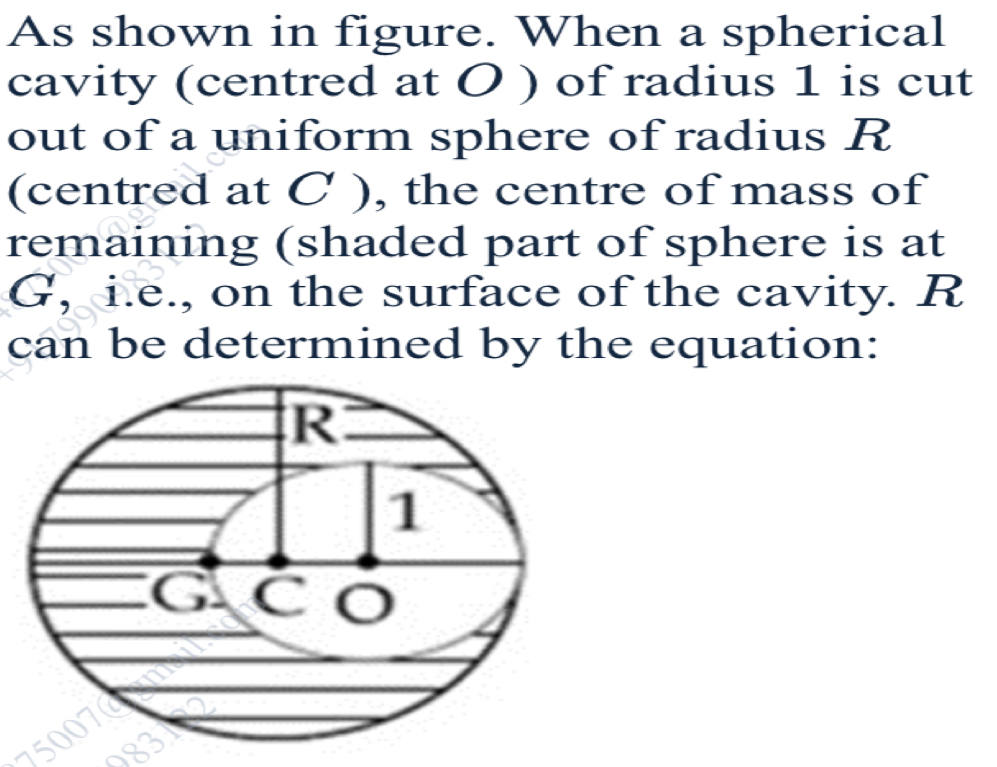 As shown in figure. When a spherical
cavity (centred at O ) of radius 1 is cut
out of a uniform sphere of radius R
(centred at C ), the centre of mass of
remaining (shaded part of sphere is at
G, i.e., on the surface of the cavity. R
can be determined by the equation:
R
1
G C O